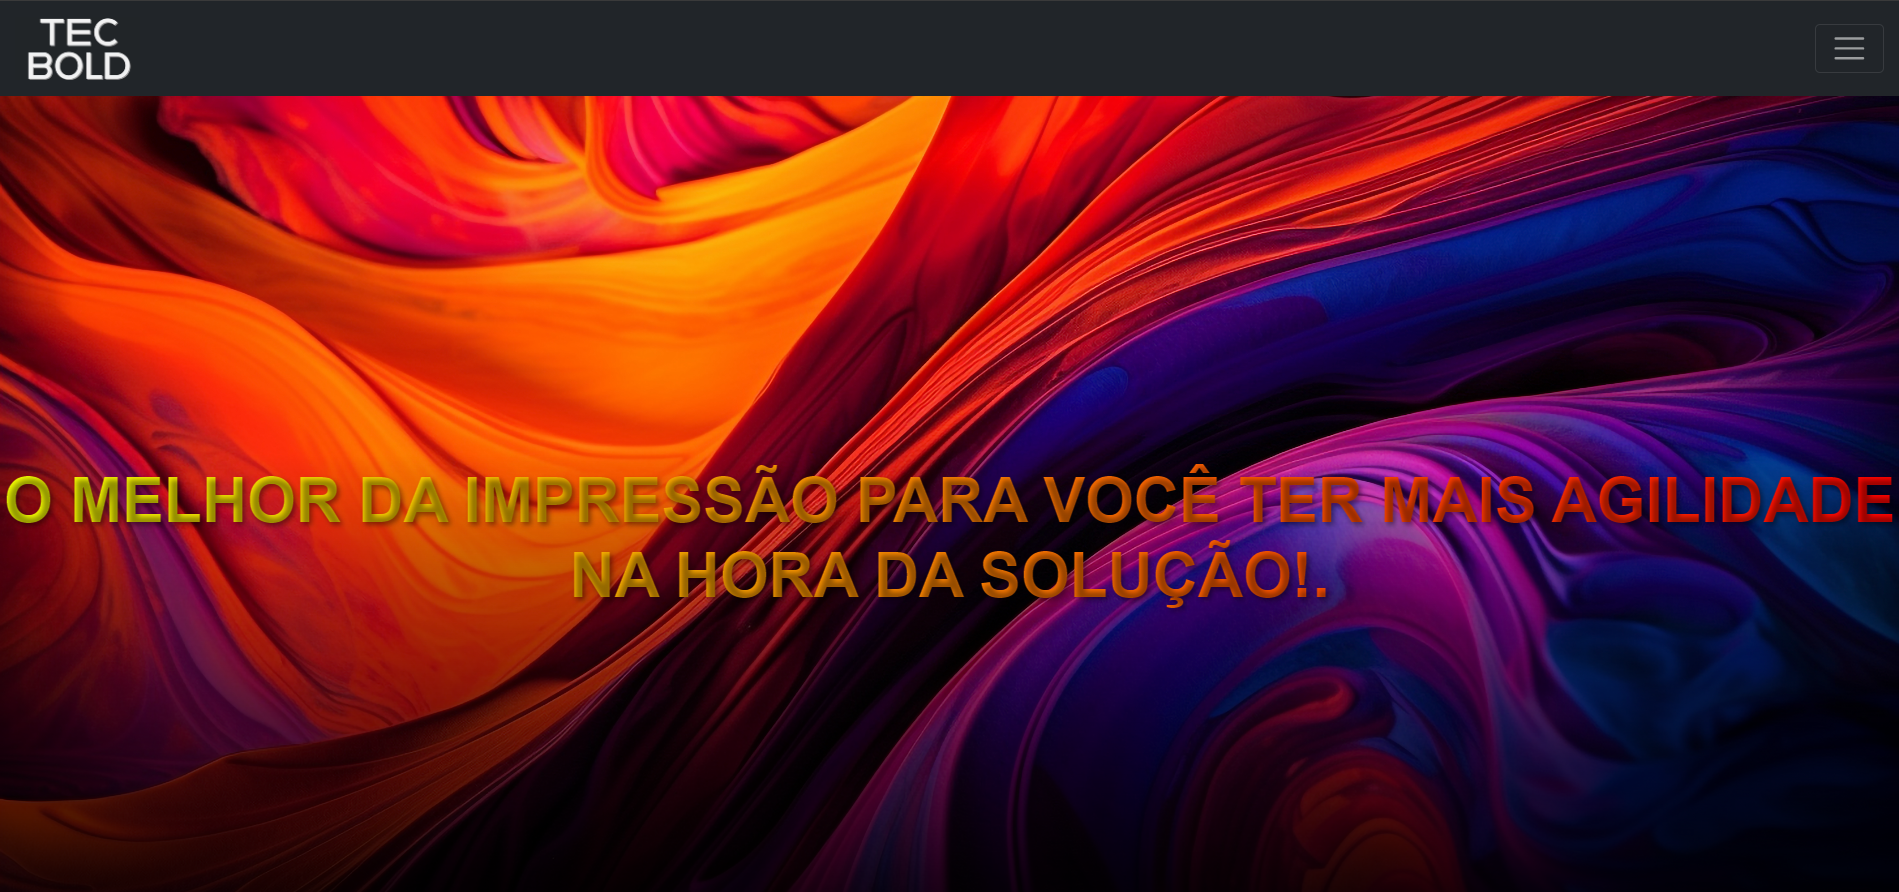 TEC
BOLD
O MELHOR DA IMPRESSÃO PARA VOCÊ TER MAIS AGILIDADE
NA HORA DA SOLUÇÃO!.